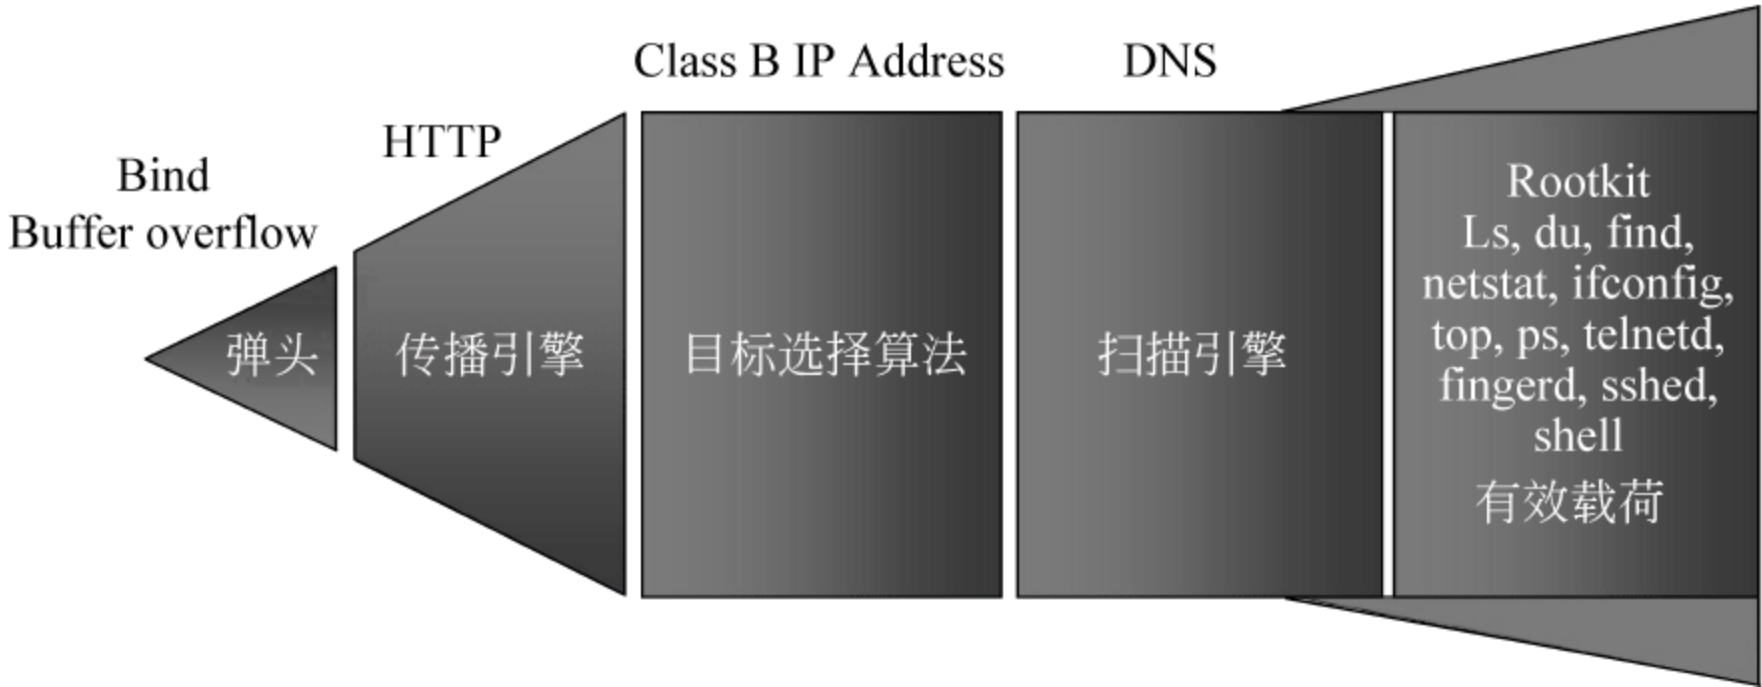 Bind
Buffer overflow
HTTP
Class B IP Address
DNS
弹头
传播引擎
目标选择算法
扫描引擎
Rootkit
Ls, du, find,
netstat, ifconfig,
top, ps, telnetd,
fingerd, sshed,
shell
有效载荷